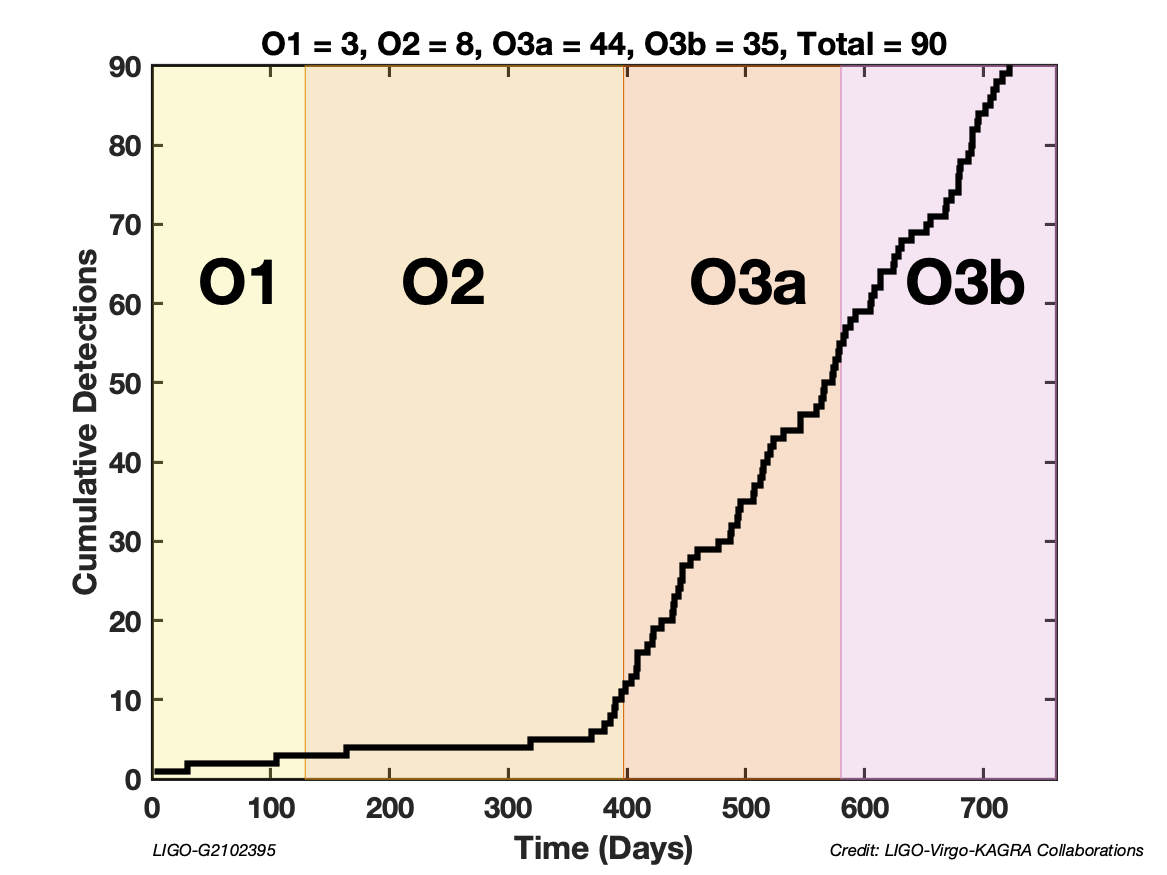 O1 = 3, O2 = 8, O3a = 44, O3b = 35, Total = 90
90
80
70
60
50
40
30
20
10
0
Cumulative Detections
O1 O2 O3a O3b
0 100 200 300 400 500 600 700
Time (Days)
LIGO-G2102395
Credit: LIGO-Virgo-KAGRA Collaborations